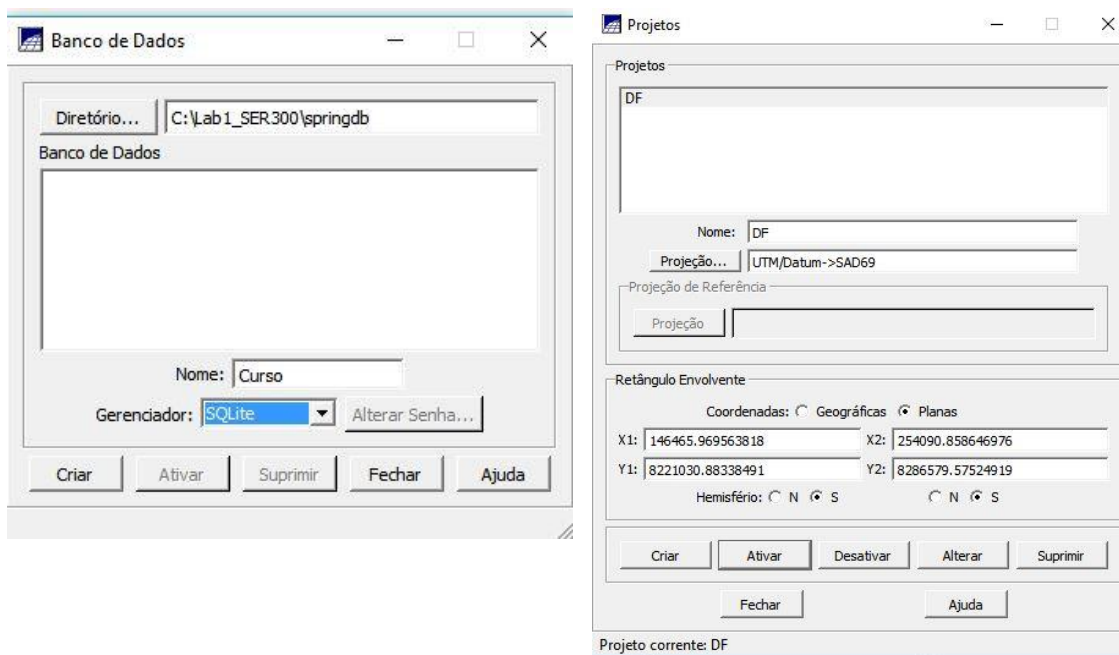 Banco de Dados
Diretório... C:\Lab1_SER300\springdb
Banco de Dados
Nome: Curso
Gerenciador: SQLite Alterar Senha...
Criar Ativar Suprimir Fechar Ajuda
Projetos
Projetos
DF
Nome: DF
Projeção... UTM/Datum->SAD69
Projeção de Referência
Projeção
Retângulo Envolvente
Coordenadas: Geográficas Planas
X1: 146465.969563818 X2: 254090.858646976
Y1: 8221030.88338491 Y2: 8286579.57524919
Hemisfério: N S N S
Criar Ativar Desativar Alterar Suprimir
Fechar Ajuda
Projeto corrente: DF